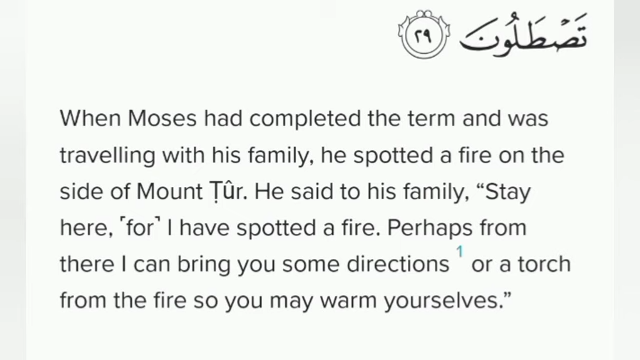 تَصْطَلُونَ ٢٩
When Moses had completed the term and was
travelling with his family, he spotted a fire on the
side of Mount Ṭûr. He said to his family, “Stay
here, ˹for˺ I have spotted a fire. Perhaps from
there I can bring you some directions 1 or a torch
from the fire so you may warm yourselves.”